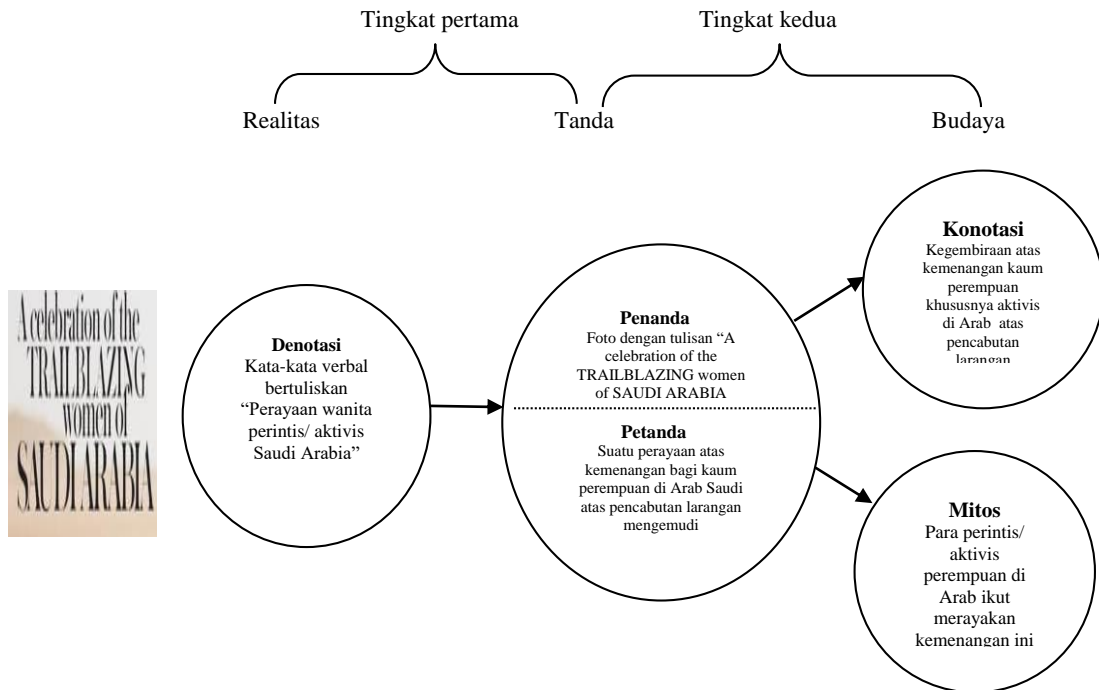 Tingkat pertama
Tingkat kedua
Realitas
Tanda
Budaya
A celebration of the
TRAILBLAZING
women of
SAUDI ARABIA
Denotasi
Kata-kata verbal
bertuliskan
“Perayaan wanita
perintis/ aktivis
Saudi Arabia”
Penanda
Foto dengan tulisan “A
celebration of the
TRAILBLAZING women
of SAUDI ARABIA
Petanda
Suatu perayaan atas
kemenangan bagi kaum
perempuan di Arab Saudi
atas pencabutan larangan
mengemudi
Konotasi
Kegembiraan atas
kemenangan kaum
perempuan
khususnya aktivis
di Arab atas
pencabutan
larangan
Mitos
Para perintis/
aktivis
perempuan di
Arab ikut
merayakan
kemenangan ini